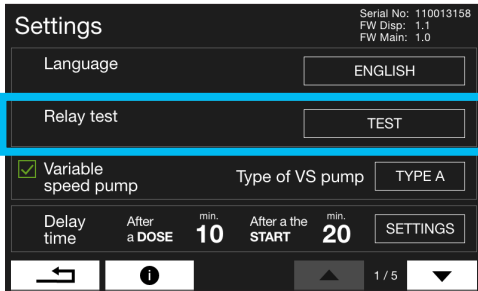 Settings
Serial No: 110013158
FW Disp: 1.1
FW Main: 1.0
Language
ENGLISH
Relay test
TEST
Variable
speed pump
Type of VS pump
TYPE A
Delay
time
After
a DOSE
min.
10
After a the
START
min.
20
SETTINGS
i
1 / 5